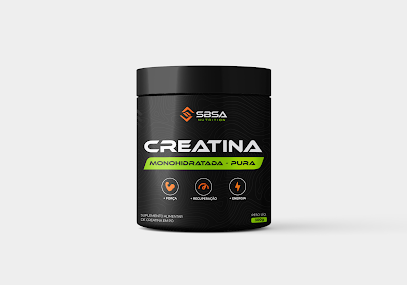 SBSA
NUTRITION
CREATINA
MONOHIDRATADA - PURA
+ FORÇA
+ RECUPERAÇÃO
+ ENERGIA
SUPLEMENTO ALIMENTAR
DE CREATINA EM PÓ